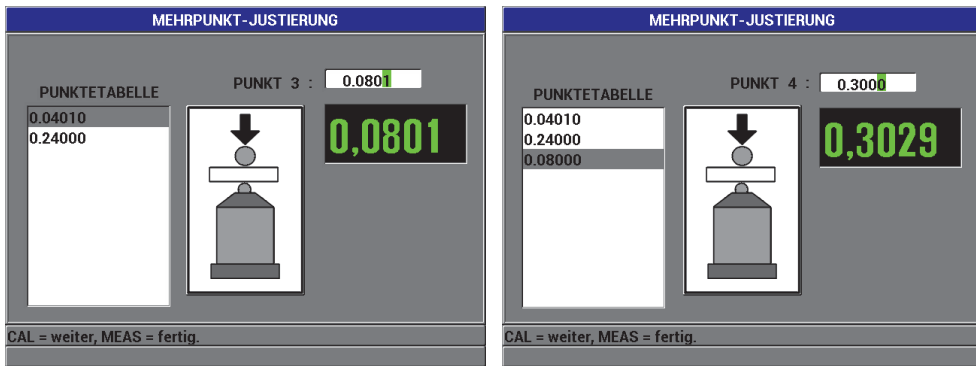 MEHRPUNKT-JUSTIERUNG
PUNKTETABELLE
0.04010
0.24000
PUNKT 3 : 0.0801
0,0801
CAL = weiter, MEAS = fertig.
MEHRPUNKT-JUSTIERUNG
PUNKTETABELLE
0.04010
0.24000
0.08000
PUNKT 4 : 0.3000
0,3029
CAL = weiter, MEAS = fertig.